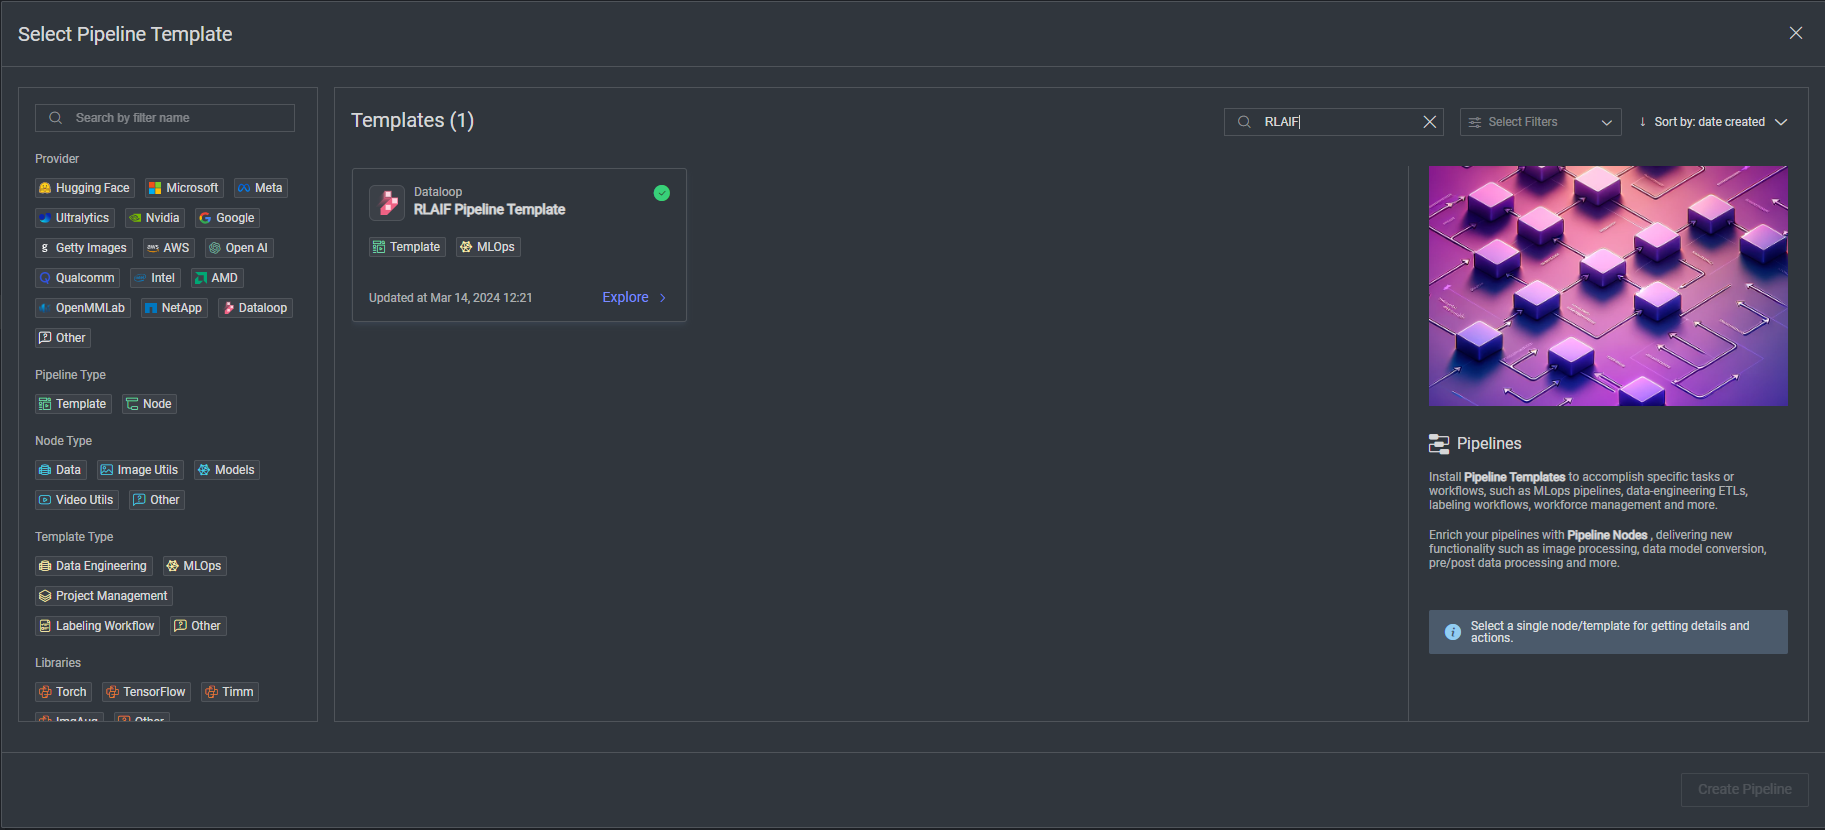 Select Pipeline Template
Search by filter name
Provider
Hugging Face Microsoft Meta
Ultralytics Nvidia Google
Getty Images AWS Open AI
Qualcomm Intel AMD
OpenMMLab NetApp Dataloop
Other
Pipeline Type
Template Node
Node Type
Data Image Utils Models
Video Utils Other
Template Type
Data Engineering MLOps
Project Management
Labeling Workflow Other
Libraries
Torch TensorFlow Timm
ImgAug Other
Templates (1)
RLAIF
Select Filters
Sort by: date created
Dataloop
RLAIF Pipeline Template
Template MLOps
Updated at Mar 14, 2024 12:21
Explore
Pipelines
Install Pipeline Templates to accomplish specific tasks or
workflows, such as MLops pipelines, data-engineering ETLs,
labeling workflows, workforce management and more.
Enrich your pipelines with Pipeline Nodes , delivering new
functionality such as image processing, data model conversion,
pre/post data processing and more.
Select a single node/template for getting details and
actions.
Create Pipeline